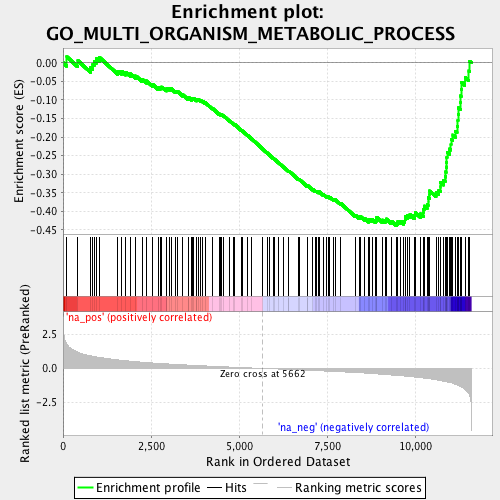 Enrichment plot:
GO_MULTI_ORGANISM_METABOLIC_PROCESS
Enrichment score (ES)
0.00
-0.05
-0.10
-0.15
-0.20
-0.25
-0.30
-0.35
-0.40
-0.45
'na_pos' (positively correlated)
Ranked list metric (PreRanked)
2.5
0.0
-2.5
Zero cross at 5662
'na_neg' (negatively correlated)
0
2,500
5,000
7,500
10,000
Rank in Ordered Dataset
Enrichment profile
Hits
Ranking metric scores